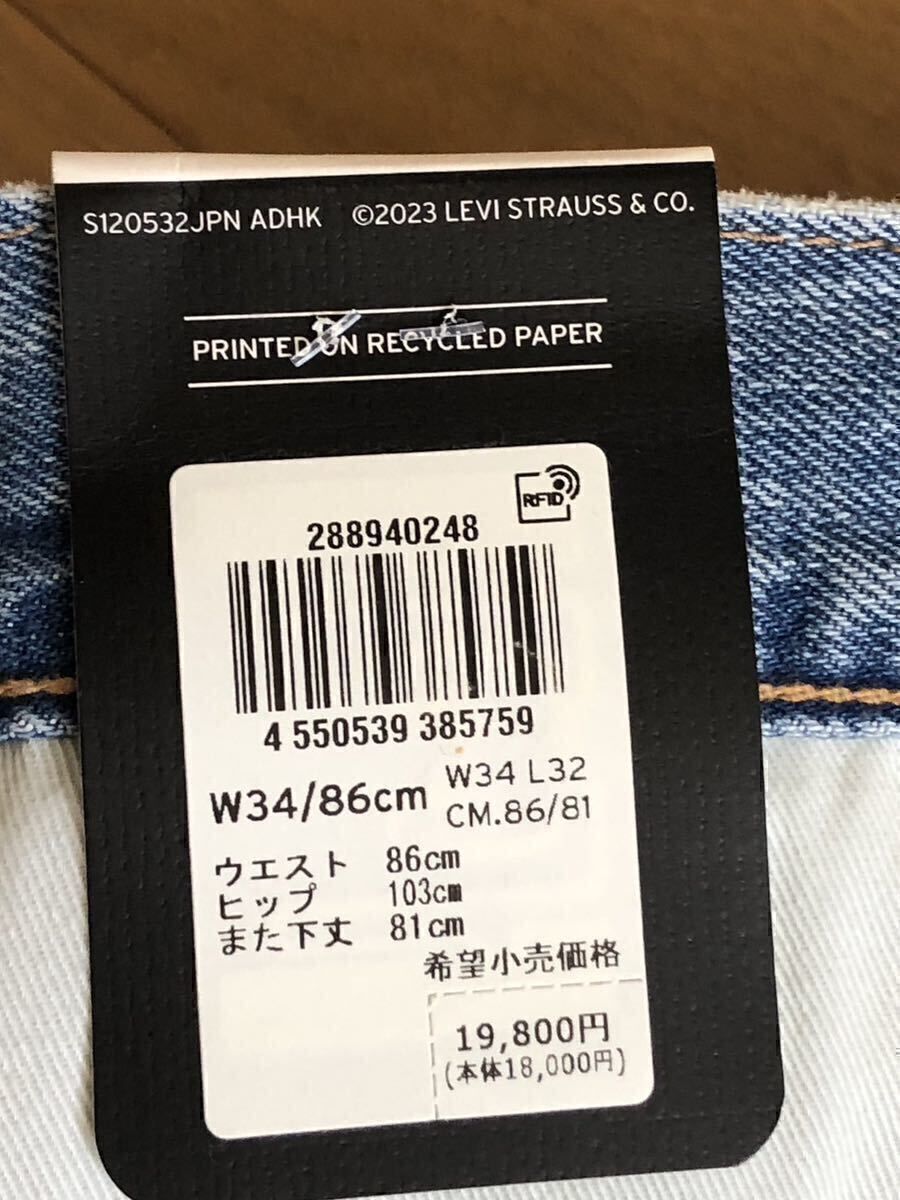 S120532JPN ADHK ©2023 LEVI STRAUSS & CO.
PRINTED ON RECYCLED PAPER
RFID
288940248
4 550539 385759
W34/86cm
W34 L32
CM.86/81
ウエスト 86cm
ヒップ 103cm
また下丈 81cm
希望小売価格
19,800円
(本体18,000円)